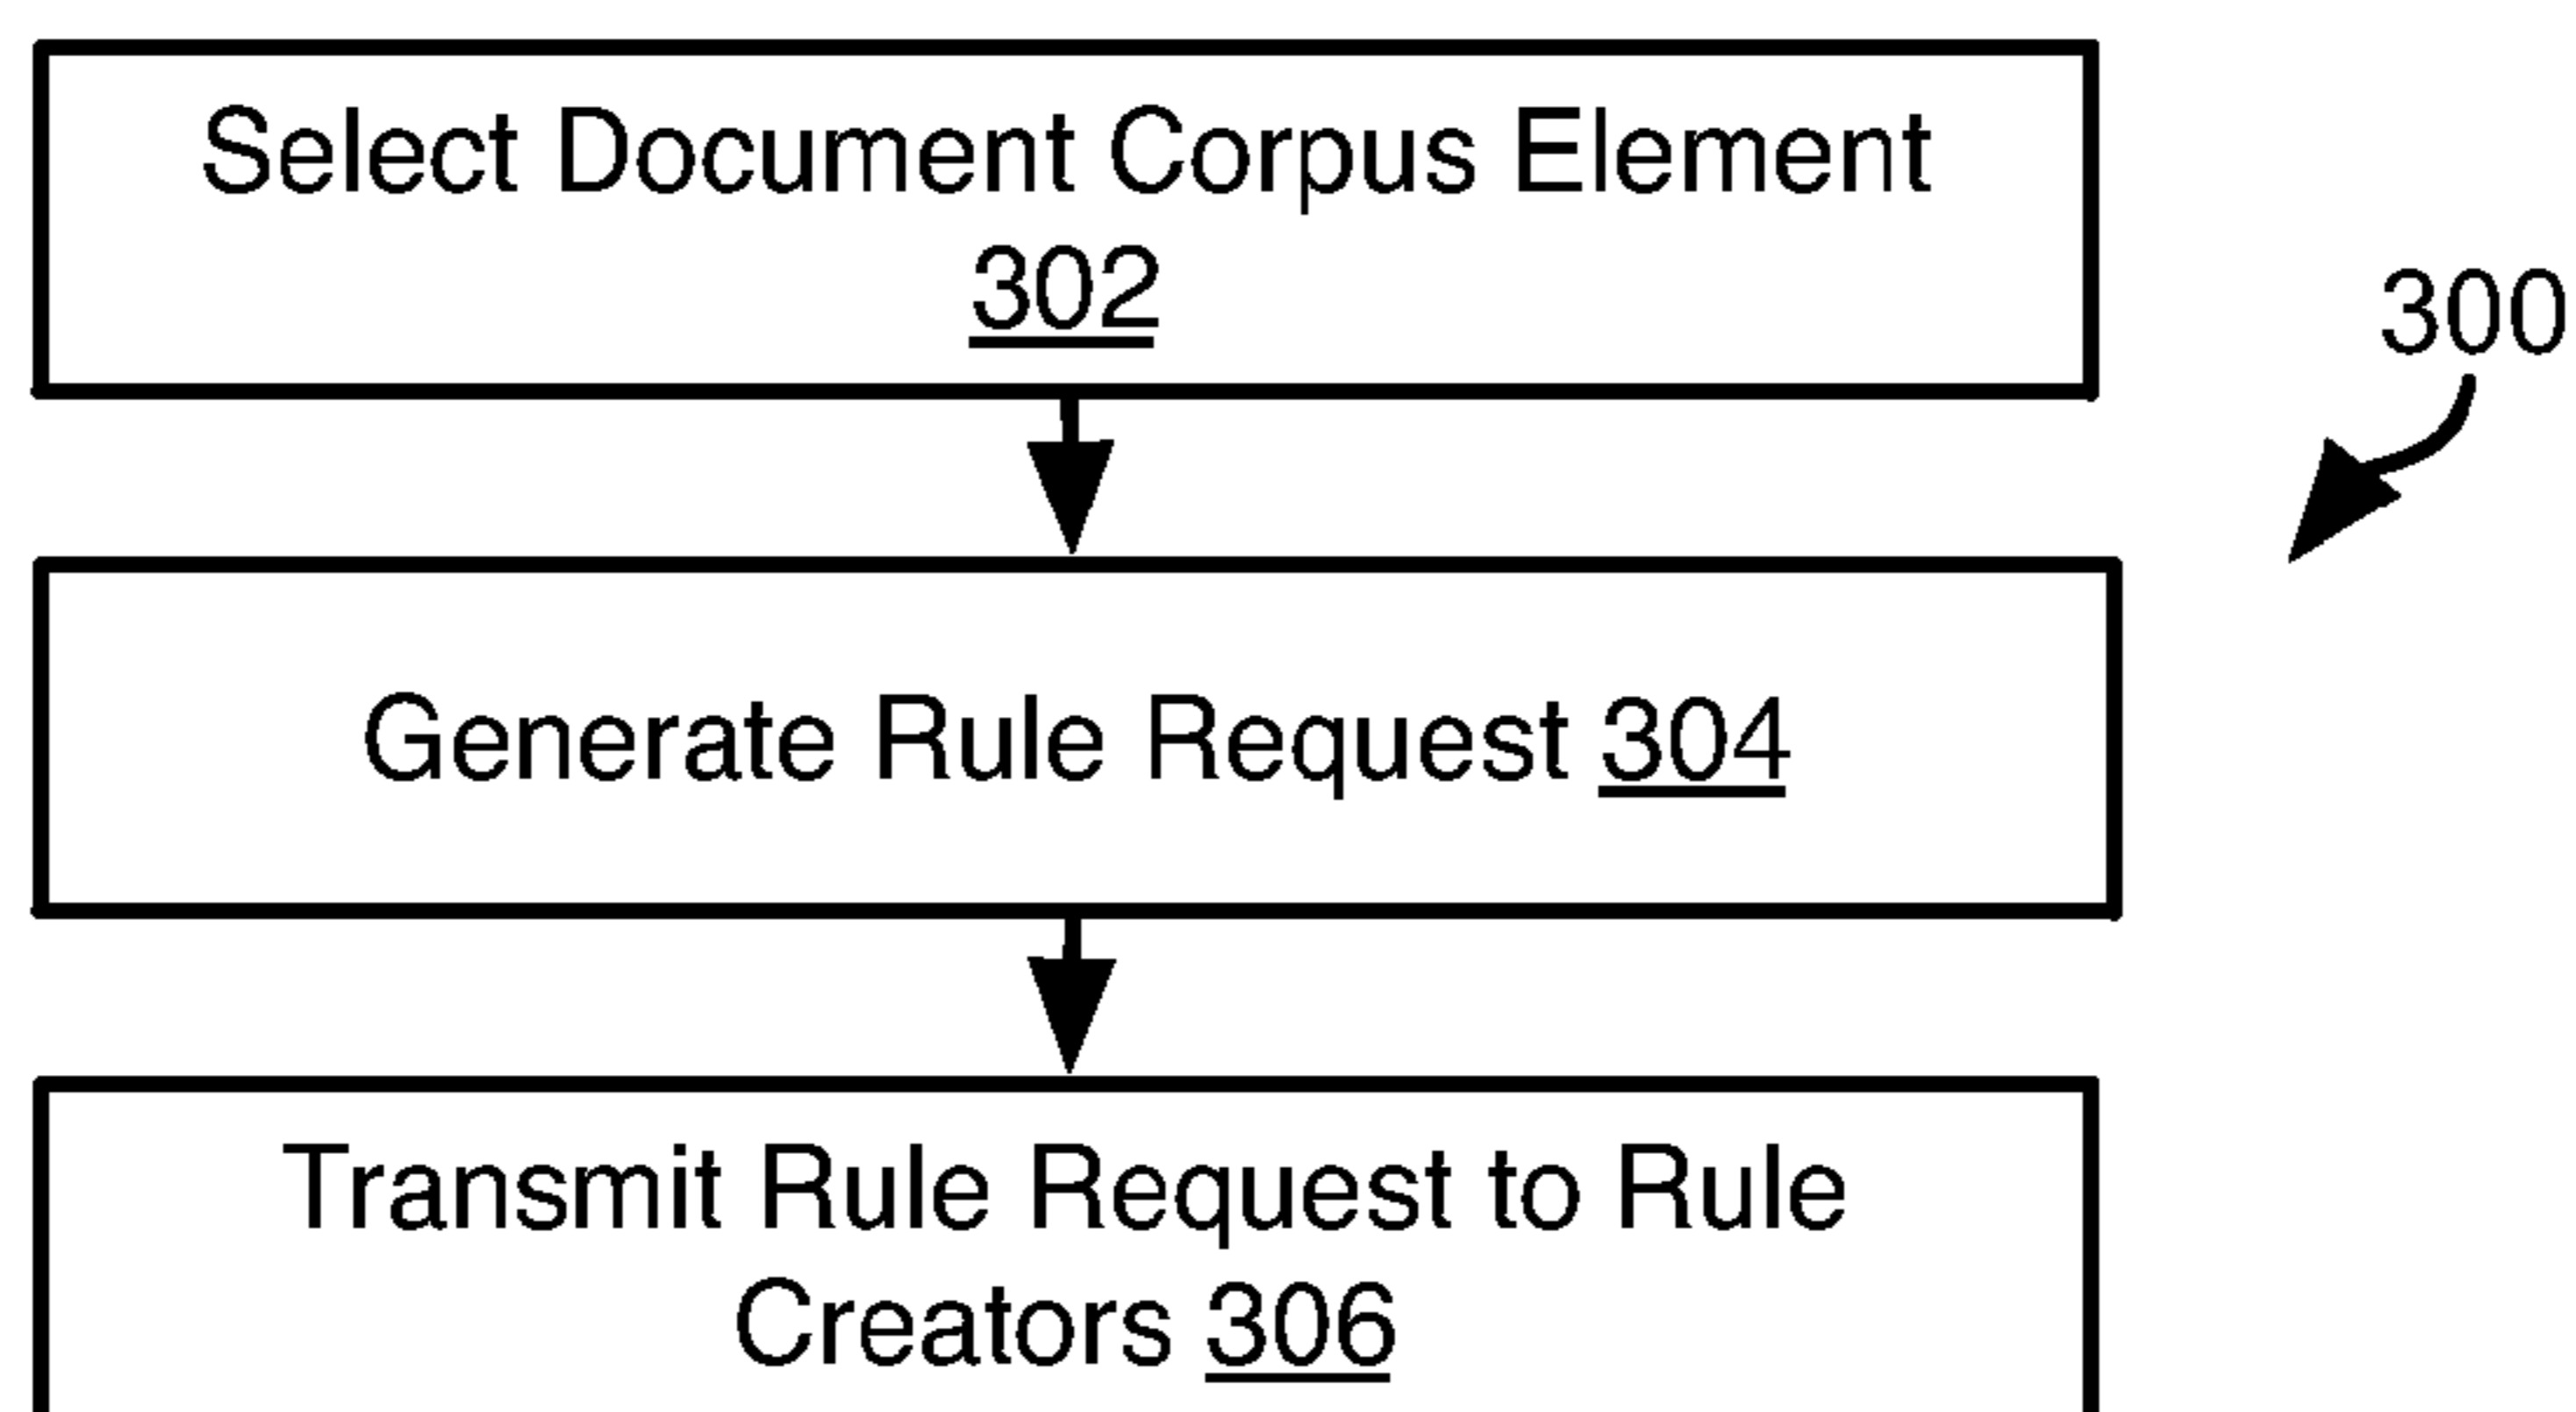 Select Document Corpus Element
302
300
Generate Rule Request 304
Transmit Rule Request to Rule
Creators 306